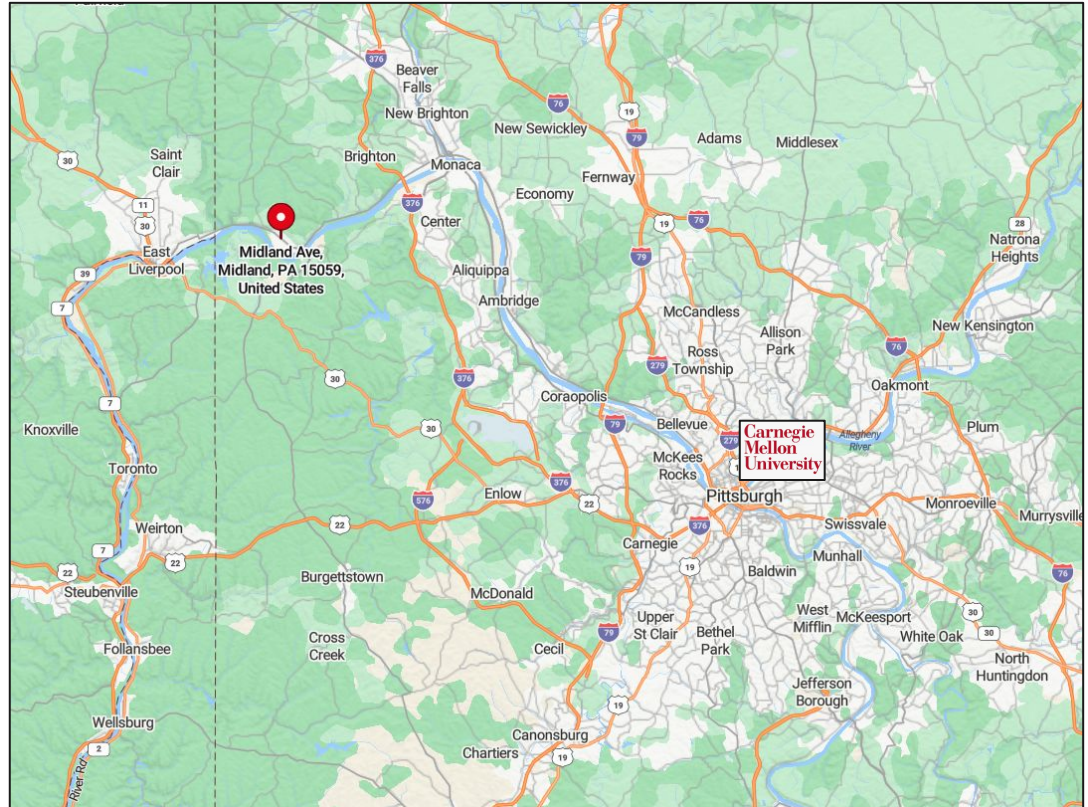 376
Beaver
Falls
New Brighton
76
New Sewickley
19
79
Adams
Middlesex
30
Saint
Clair
Brighton
Monaca
Fernway
Economy
11
30
376
Center
19
76
28
Natrona
Heights
Midland Ave,
Midland, PA 15059,
United States
East
Liverpool
39
7
79
Aliquippa
Ambridge
McCandless
Allison
Park
New Kensington
76
Ross
Township
279
30
376
Oakmont
7
Coraopolis
79
Bellevue
Knoxville
30
279
Carnegie
Mellon
University
Allegheny
River
Plum
Toronto
McKees
Rocks
376
576
Enlow
22
Pittsburgh
Monroeville
Murrysville
Weirton
22
376
Swissvale
Carnegie
Munhall
7
22
22
19
Baldwin
76
Steubenville
Burgettstown
McDonald
West
Mifflin
McKeesport
30
Upper
St Clair
Bethel
Park
White Oak
30
79
Follansbee
Cross
Creek
Cecil
North
Huntingdon
Jefferson
Borough
19
Wellsburg
2
Canonsburg
Chartiers
19
River Rd